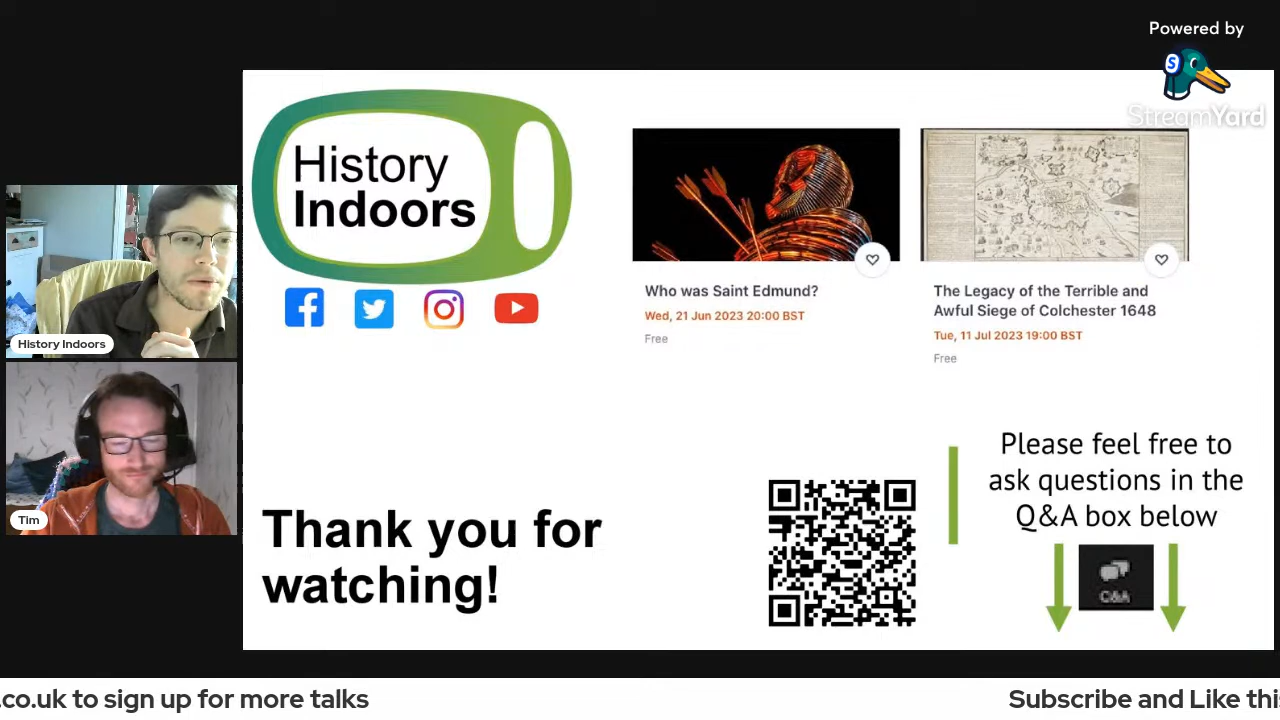 Powered by
StreamYard
History
Indoors
Who was Saint Edmund?
Wed, 21 Jun 2023 20:00 BST
Free
The Legacy of the Terrible and
Awful Siege of Colchester 1648
Tue, 11 Jul 2023 19:00 BST
Free
History Indoors
Tim
Please feel free to
ask questions in the
Q&A box below
Q&A
Thank you for
watching!
.co.uk to sign up for more talks
Subscribe and Like this